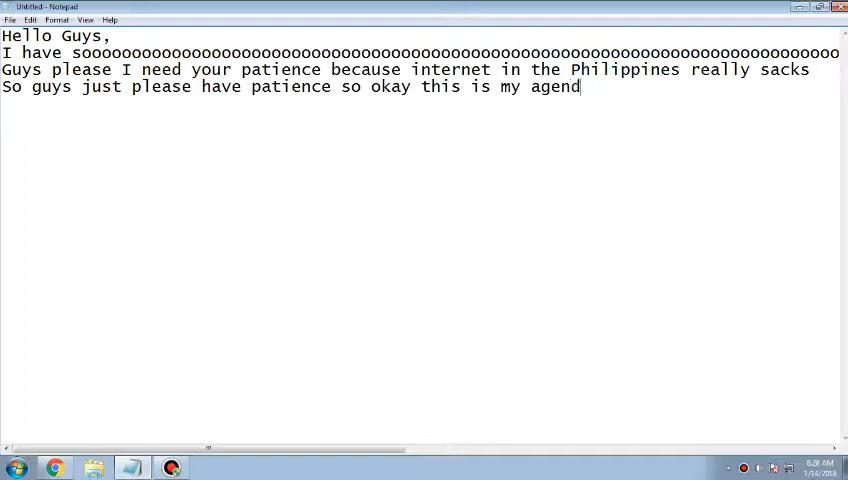 Untitled - Notepad
File Edit Format View Help
Hello Guys,
I have sooooooooooooooooooooooooooooooooooooooooooooooooooooooooooooooooooooooooooooo
Guys please I need your patience because internet in the Philippines really sacks
So guys just please have patience so okay this is my agend
8:28 AM
1/14/2018